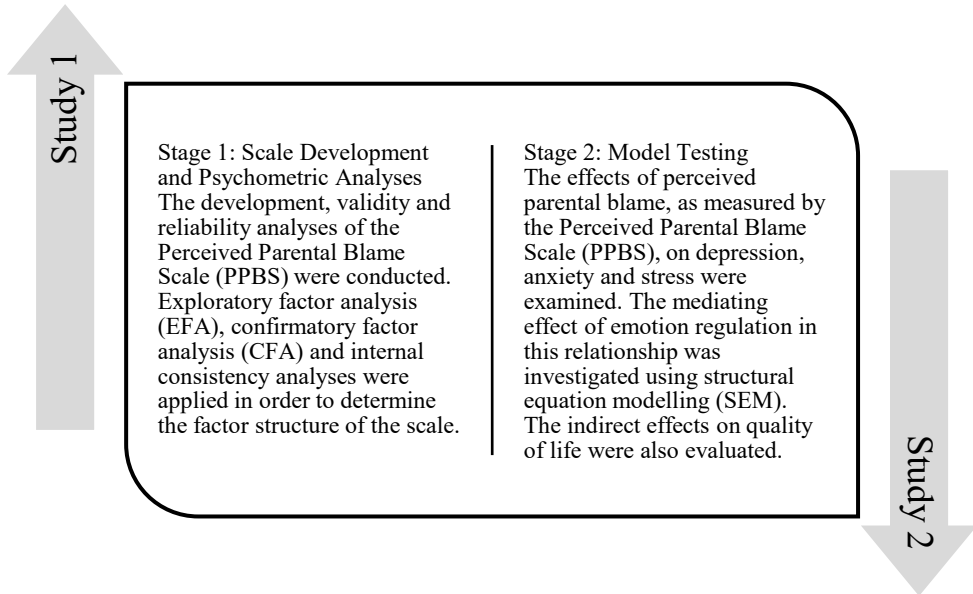 Study 1
Stage 1: Scale Development
and Psychometric Analyses
The development, validity and
reliability analyses of the
Perceived Parental Blame
Scale (PPBS) were conducted.
Exploratory factor analysis
(EFA), confirmatory factor
analysis (CFA) and internal
consistency analyses were
applied in order to determine
the factor structure of the scale.
Stage 2: Model Testing
The effects of perceived
parental blame, as measured by
the Perceived Parental Blame
Scale (PPBS), on depression,
anxiety and stress were
examined. The mediating
effect of emotion regulation in
this relationship was
investigated using structural
equation modelling (SEM).
The indirect effects on quality
of life were also evaluated.
Study 2